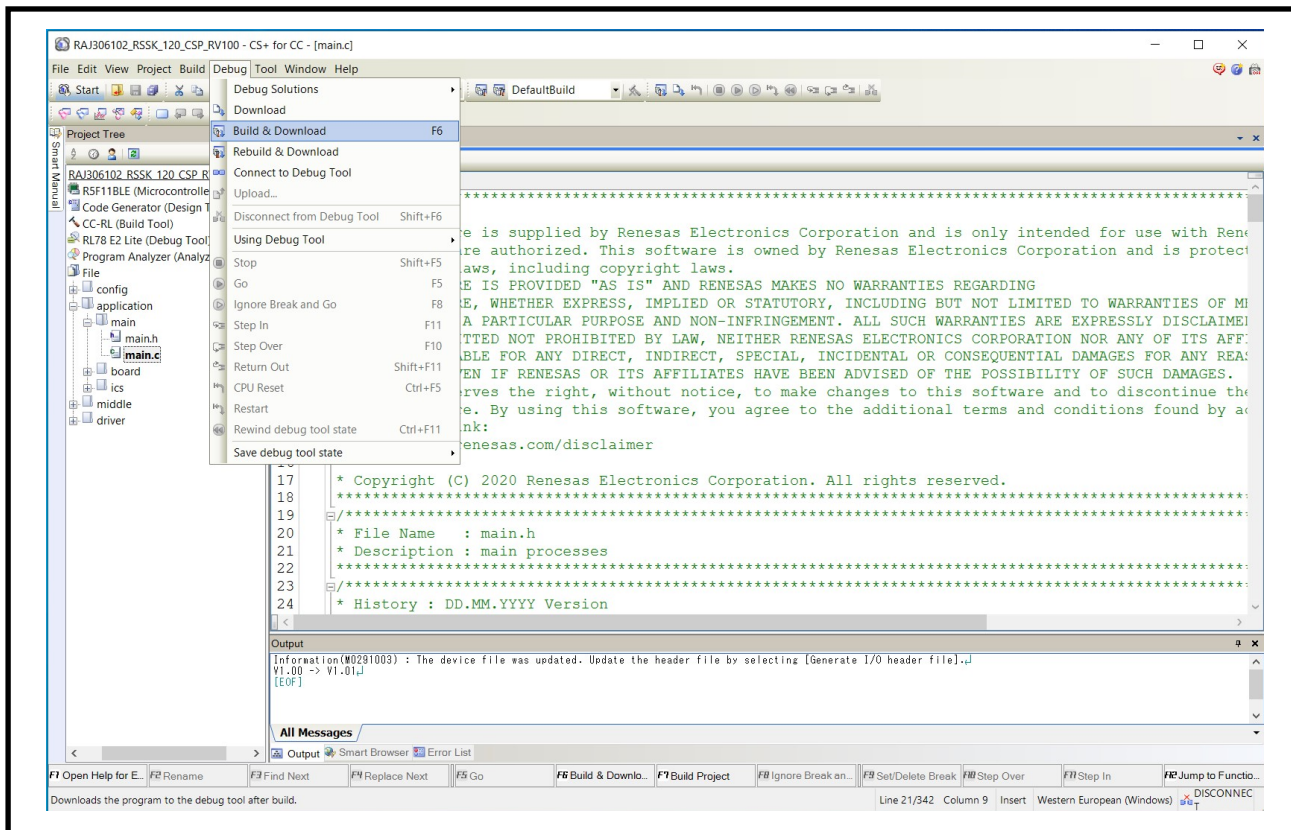 RAJ306102_RSSK_120_CSP_RV100 - CS+ for CC - [main.c]
File Edit View Project Build Debug Tool Window Help
Start
DefaultBuild
Debug Solutions
Download
Build & Download F6
Rebuild & Download
Connect to Debug Tool
Upload...
Disconnect from Debug Tool Shift+F6
Using Debug Tool
Stop Shift+F5
Go F5
Ignore Break and Go F8
Step In F11
Step Over F10
Return Out Shift+F11
CPU Reset Ctrl+F5
Restart
Rewind debug tool state Ctrl+F11
Save debug tool state
Smart Manual
Project Tree
RAJ306102_RSSK_120_CSP_R
R5F11BLE (Microcontrolle
Code Generator (Design T
CC-RL (Build Tool)
RL78 E2 Lite (Debug Tool)
Program Analyzer (Analyz
File
config
application
main
main.h
main.c
board
ics
middle
driver
******************************************************************************
re is supplied by Renesas Electronics Corporation and is only intended for use with Rene
re authorized. This software is owned by Renesas Electronics Corporation and is protect
aws, including copyright laws.
RE IS PROVIDED "AS IS" AND RENESAS MAKES NO WARRANTIES REGARDING
RE, WHETHER EXPRESS, IMPLIED OR STATUTORY, INCLUDING BUT NOT LIMITED TO WARRANTIES OF ME
A PARTICULAR PURPOSE AND NON-INFRINGEMENT. ALL SUCH WARRANTIES ARE EXPRESSLY DISCLAIME
ITTED NOT PROHIBITED BY LAW, NEITHER RENESAS ELECTRONICS CORPORATION NOR ANY OF ITS AFF
ABLE FOR ANY DIRECT, INDIRECT, SPECIAL, INCIDENTAL OR CONSEQUENTIAL DAMAGES FOR ANY REAS
VEN IF RENESAS OR ITS AFFILIATES HAVE BEEN ADVISED OF THE POSSIBILITY OF SUCH DAMAGES.
erves the right, without notice, to make changes to this software and to discontinue the
re. By using this software, you agree to the additional terms and conditions found by ac
ink:
renesas.com/disclaimer
17 * Copyright (C) 2020 Renesas Electronics Corporation. All rights reserved.
18 ******************************************************************************
19 /******************************************************************************
20 * File Name : main.h
21 * Description : main processes
22 ******************************************************************************
23 /******************************************************************************
24 * History : DD.MM.YYYY Version
Output
Information(M0291003) : The device file was updated. Update the header file by selecting [Generate I/O header file].
V1.00 -> V1.01
[EOF]
All Messages
Output Smart Browser Error List
F1 Open Help for E... F2 Rename F3 Find Next F4 Replace Next F5 Go F6 Build & Downlo... F7 Build Project F8 Ignore Break an... F9 Set/Delete Break F10 Step Over F11 Step In F12 Jump to Functio...
Downloads the program to the debug tool after build. Line 21/342 Column 9 Insert Western European (Windows) DISCONNEC
T